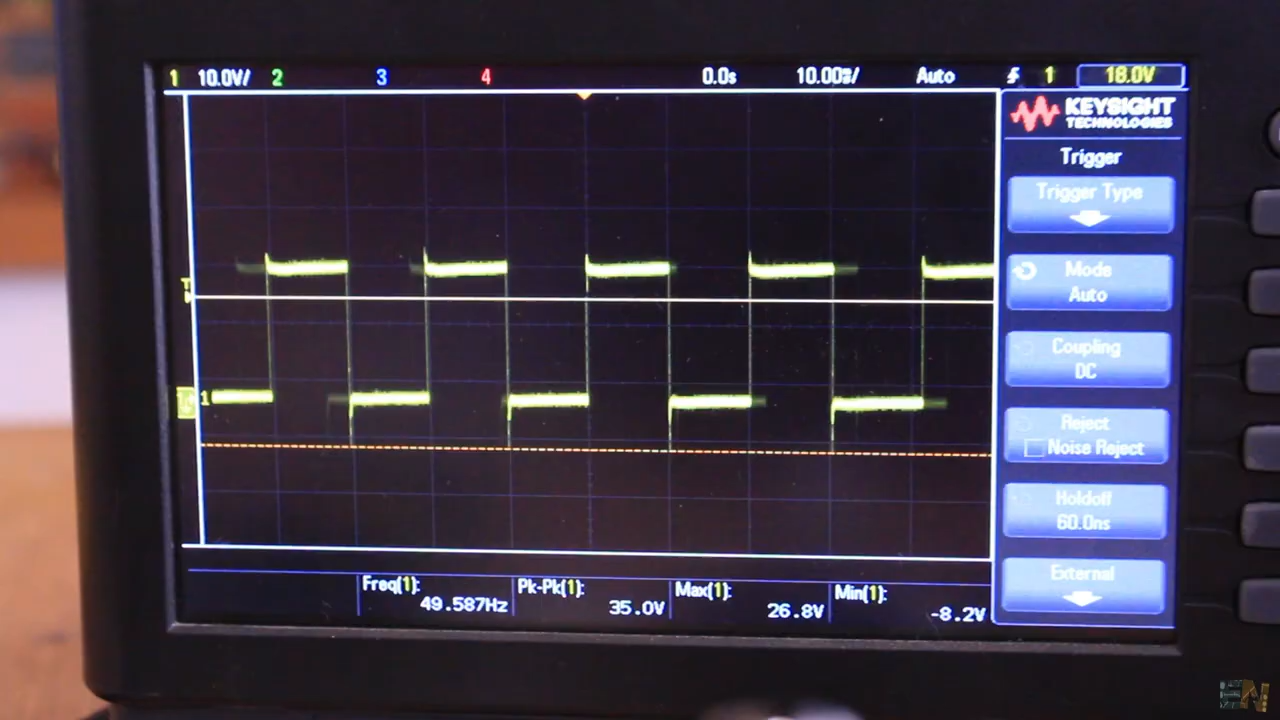 1 10.0V/ 2 3 4 0.0s 10.00㎳/ Auto 1 18.0V
KEYSIGHT
TECHNOLOGIES
Trigger
Trigger Type
Mode
Auto
T
Coupling
DC
1
Reject
Noise Reject
Holdoff
60.0ns
External
Freq(1):
49.587Hz
Pk-Pk(1):
35.0V
Max(1):
26.8V
Min(1):
-8.2V
EN